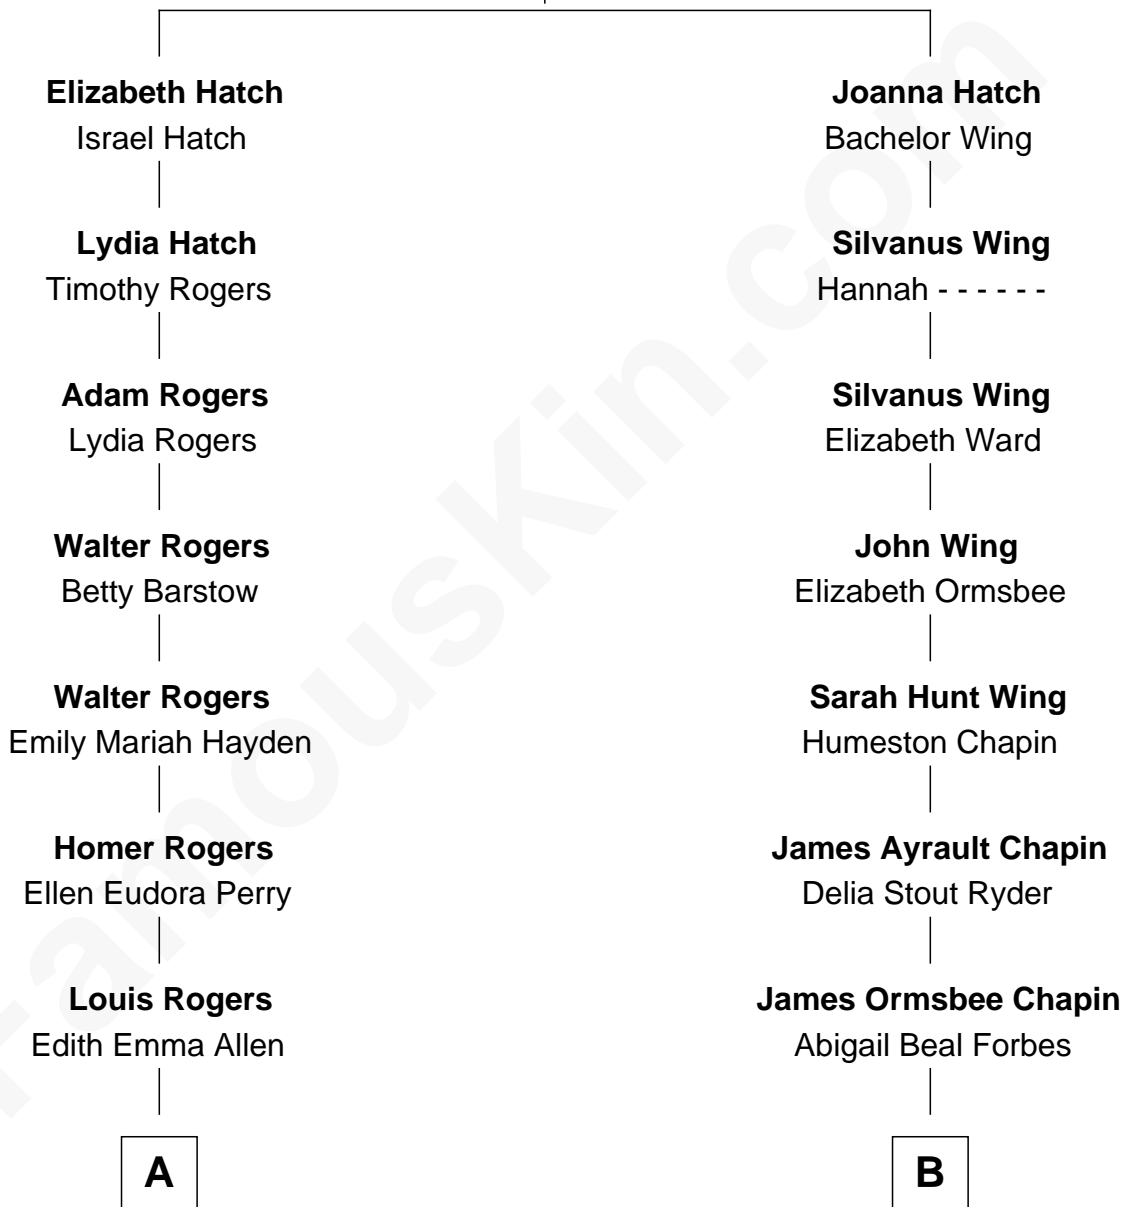 Elizabeth Hatch
Israel Hatch
Lydia Hatch
Timothy Rogers
Adam Rogers
Lydia Rogers
Walter Rogers
Betty Barstow
Walter Rogers
Emily Mariah Hayden
Homer Rogers
Ellen Eudora Perry
Louis Rogers
Edith Emma Allen
A
Joanna Hatch
Bachelor Wing
Silvanus Wing
Hannah - - - - - -
Silvanus Wing
Elizabeth Ward
John Wing
Elizabeth Ormsbee
Sarah Hunt Wing
Humeston Chapin
James Ayrault Chapin
Delia Stout Ryder
James Ormsbee Chapin
Abigail Beal Forbes
B
FamousKin.com